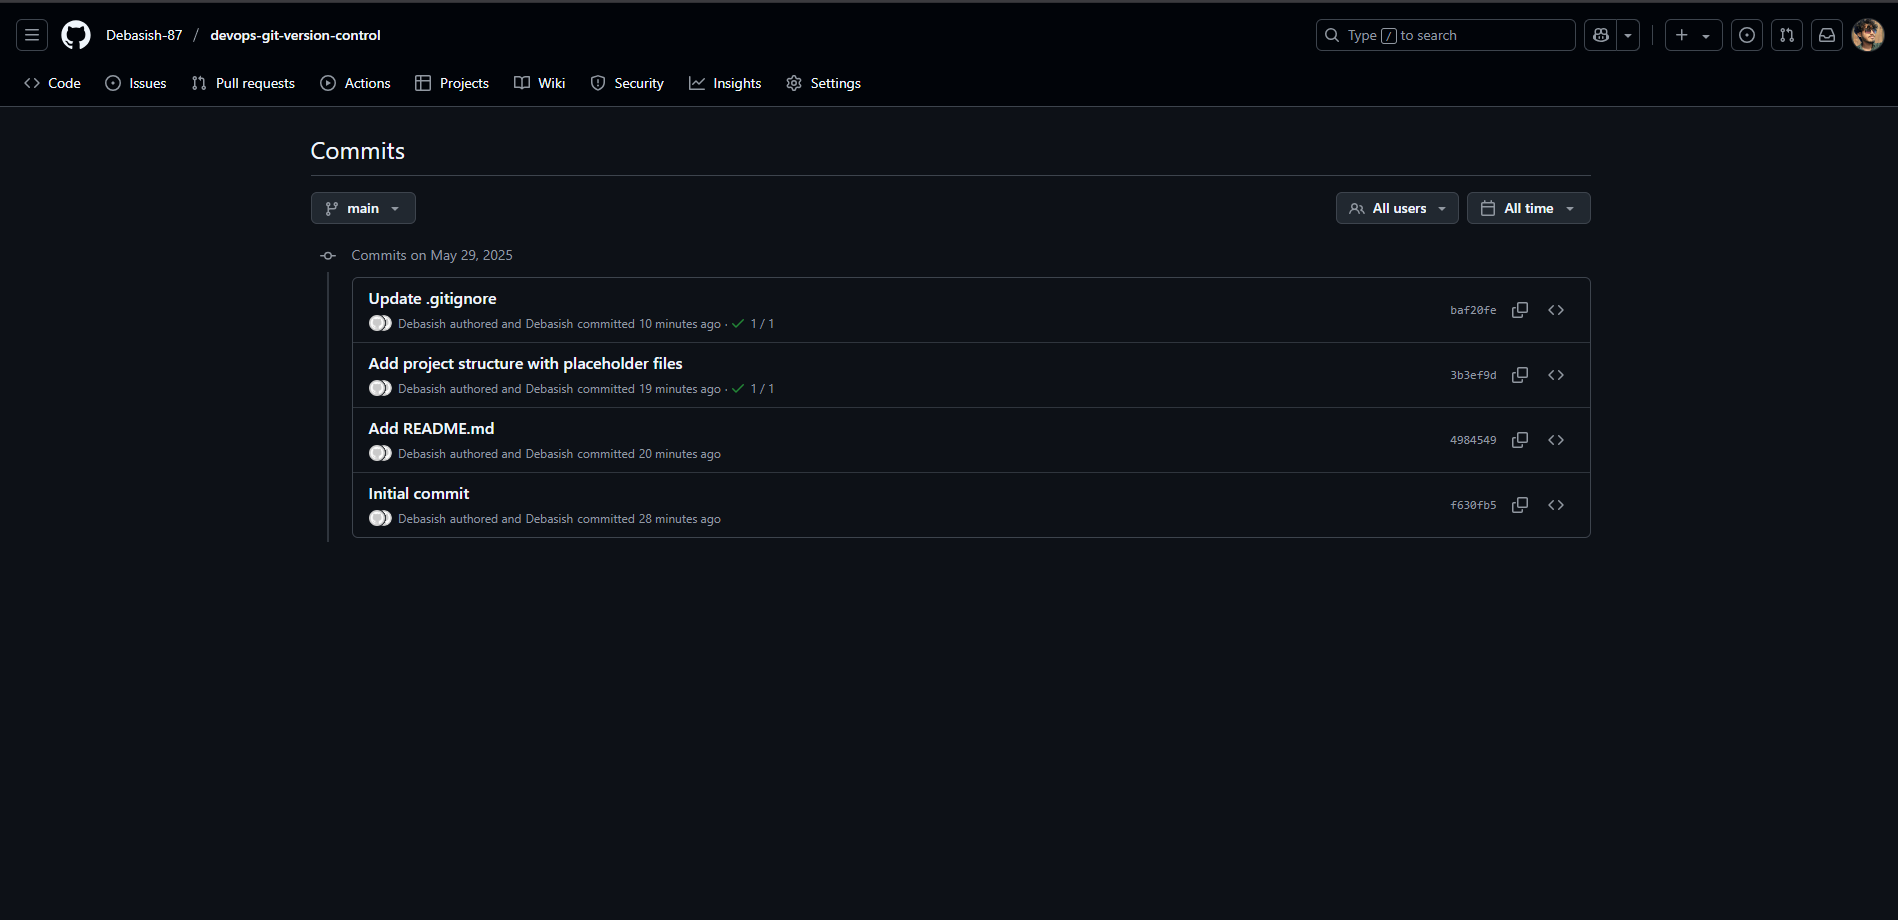 Debasish-87 / devops-git-version-control
Type / to search
Code Issues Pull requests Actions Projects Wiki Security Insights Settings
Commits
main All users All time
Commits on May 29, 2025
Update .gitignore
Debasish authored and Debasish committed 10 minutes ago · 1 / 1
baf20fe
Add project structure with placeholder files
Debasish authored and Debasish committed 19 minutes ago · 1 / 1
3b3ef9d
Add README.md
Debasish authored and Debasish committed 20 minutes ago
4984549
Initial commit
Debasish authored and Debasish committed 28 minutes ago
f630fb5